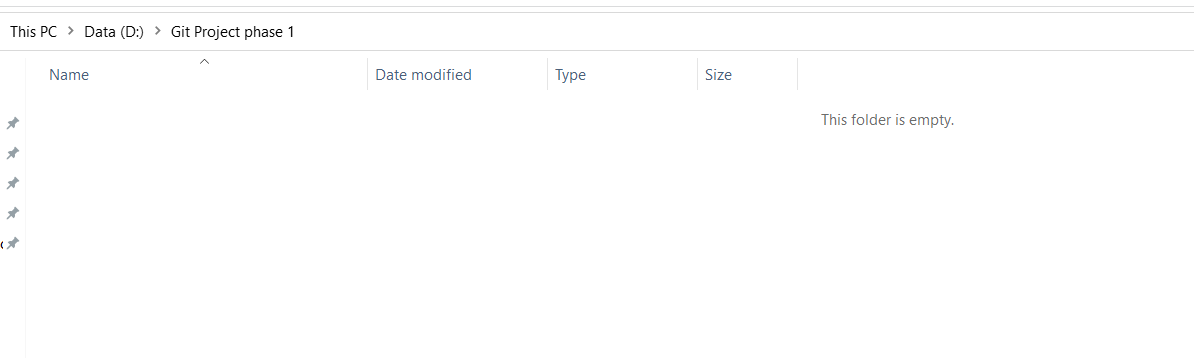 This PC > Data (D:) > Git Project phase 1
Name Date modified Type Size
This folder is empty.